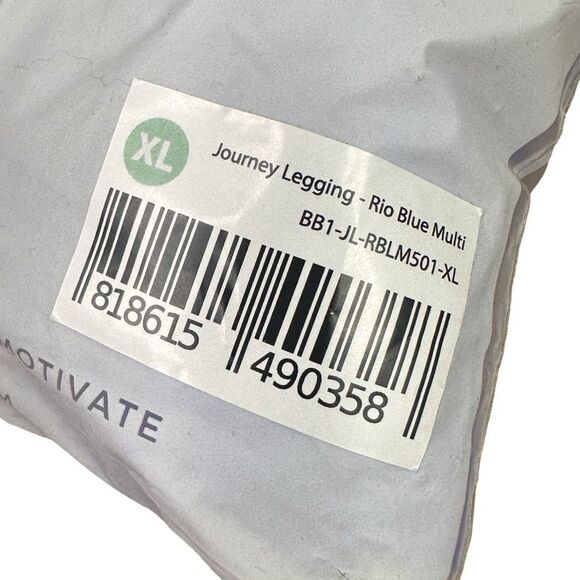 XL
Journey Legging - Rio Blue Multi
BB1-JL-RBLM501-XL
818615 490358
MOTIVATE